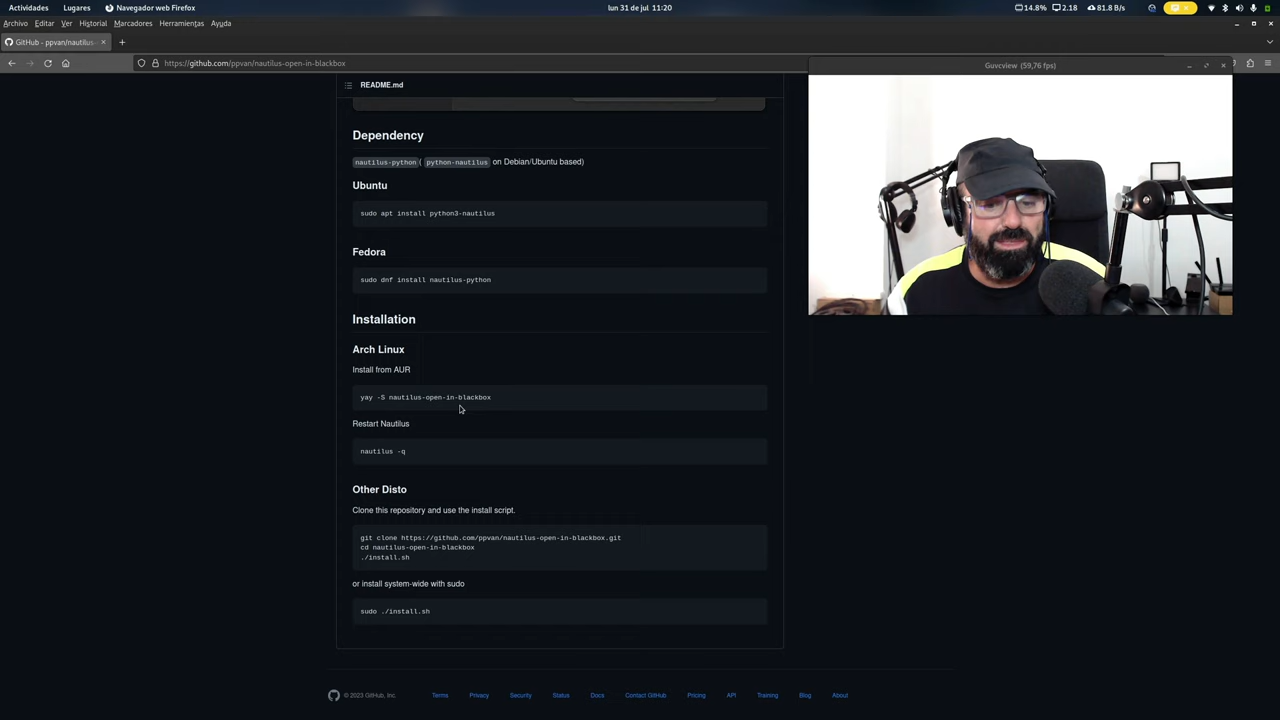 Actividades Lugares Navegador web Firefox lun 31 de jul 11:20 14.8% 2.18 81.8 B/s
Archivo Editar Ver Historial Marcadores Herramientas Ayuda
GitHub - ppvan/nautilus-
https://github.com/ppvan/nautilus-open-in-blackbox
Guvcview (59,76 fps)
README.md
Dependency
nautilus-python( python-nautilus on Debian/Ubuntu based)
Ubuntu
sudo apt install python3-nautilus
Fedora
sudo dnf install nautilus-python
Installation
Arch Linux
Install from AUR
yay -S nautilus-open-in-blackbox
Restart Nautilus
nautilus -q
Other Disto
Clone this repository and use the install script.
git clone https://github.com/ppvan/nautilus-open-in-blackbox.git
cd nautilus-open-in-blackbox
./install.sh
or install system-wide with sudo
sudo ./install.sh
© 2023 GitHub, Inc. Terms Privacy Security Status Docs Contact GitHub Pricing API Training Blog About